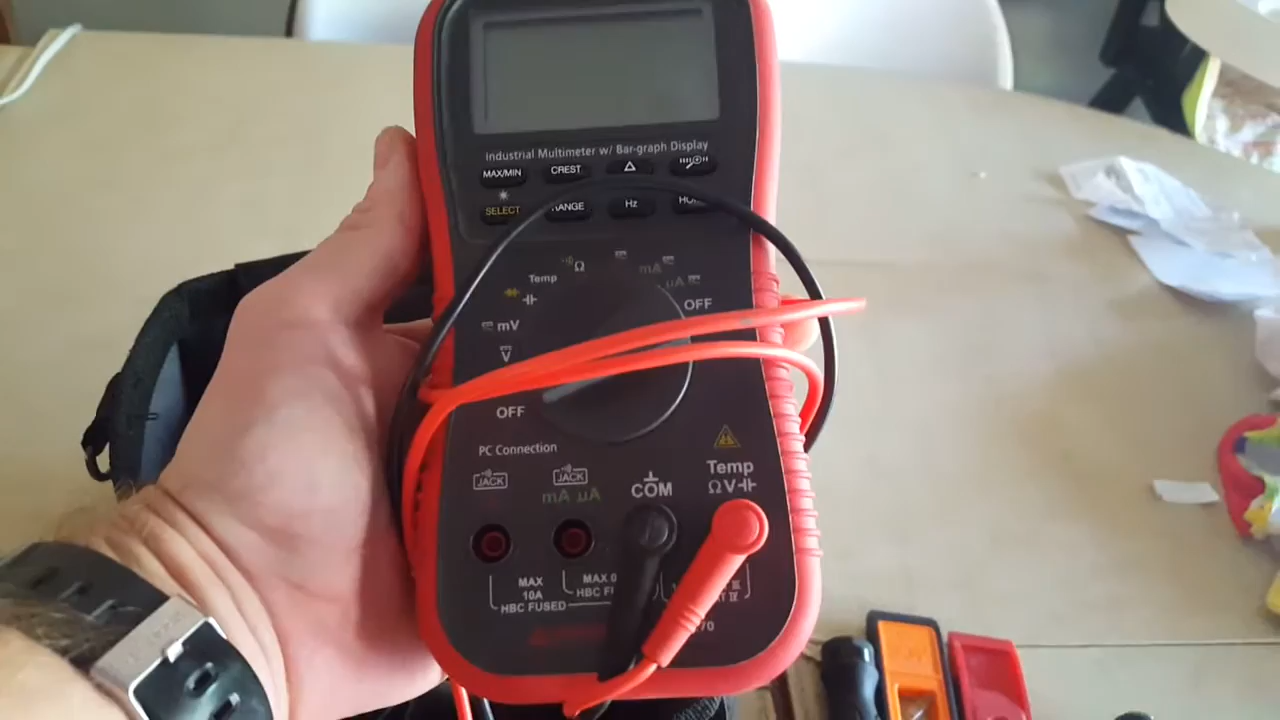 Industrial Multimeter w/ Bar-graph Display
MAX/MIN CREST
SELECT RANGE Hz
Temp Ω
mA
µA
OFF
mV
V
OFF
PC Connection
JACK JACK
mA µA
COM
Temp
ΩV
MAX
10A
HBC FUSED
MAX
HBC